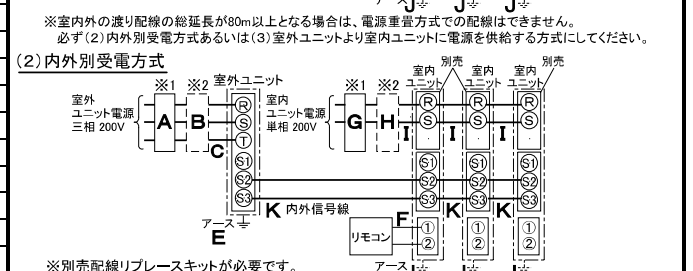 アース J J J
※室内外の渡り配線の総延長が80m以上となる場合は、電源重畳方式での配線はできません。
必ず(2)内外別受電方式あるいは(3)室外ユニットより室内ユニットに電源を供給する方式にしてください。
(2)内外別受電方式
※1 ※2 室外ユニット
室外
ユニット電源
三相 200V
A B C
R
S
T
S1
S2
S3
アース
E
K 内外信号線
※1 ※2
室内
ユニット電源
単相 200V
G H
室内
ユニット
別売
室内
ユニット
室内
ユニット
別売
R R R
S S S
I I I
S1 S1 S1
S2 S2 S2
S3 S3 S3
F K K
リモコン
① ① ①
② ② ②
アース
※別売配線リプレースキットが必要です。